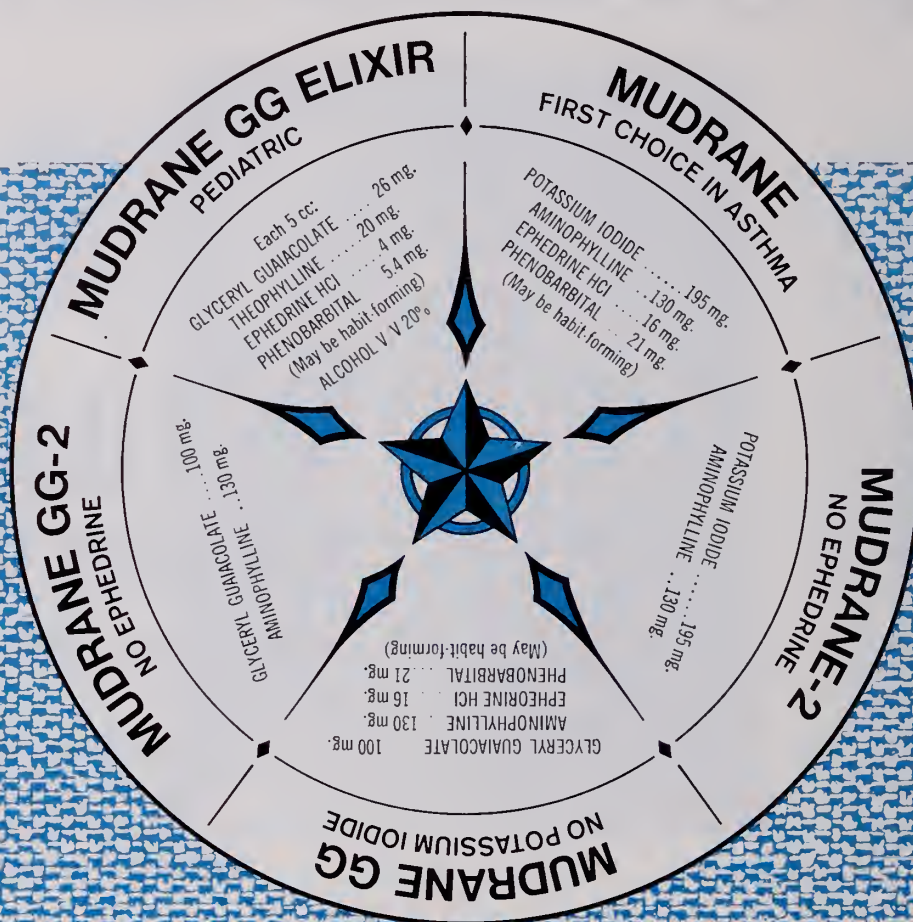 MUDRANE
FIRST CHOICE IN ASTHMA
POTASSIUM IODIDE ...... 195 mg.
AMINOPHYLLINE ..130 mg.
EPHEDRINE HCl .....16 mg.
PHENOBARBITAL .. 21 mg.
(May be habit-forming)
MUDRANE-2
NO EPHEDRINE
POTASSIUM IODIDE ......195 mg.
AMINOPHYLLINE ..130 mg.
MUDRANE GG
NO POTASSIUM IODIDE
GLYCERYL GUAIACOLATE 100 mg.
AMINOPHYLLINE . 130 mg.
EPHEDRINE HCl . . 16 mg.
PHENOBARBITAL .... 21 mg.
(May be habit-forming)
MUDRANE GG-2
NO EPHEDRINE
GLYCERYL GUAIACOLATE ....100 mg.
AMINOPHYLLINE ..130 mg.
MUDRANE GG ELIXIR
PEDIATRIC
Each 5 cc:
GLYCERYL GUAIACOLATE .... 26 mg.
THEOPHYLLINE .....20 mg.
EPHEDRINE HCl .....4 mg.
PHENOBARBITAL 5.4 mg.
(May be habit-forming)
ALCOHOL V/V 20%